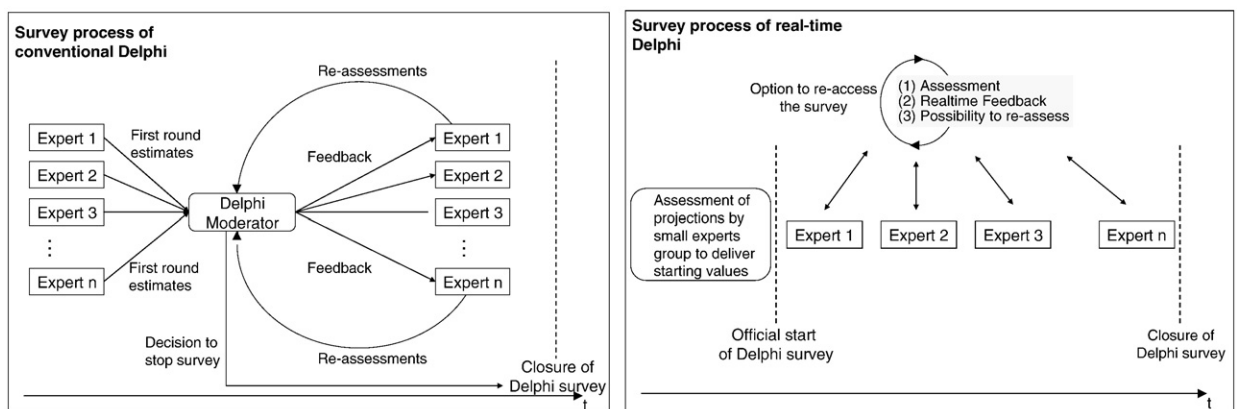 Survey process of
conventional Delphi
Re-assessments
Expert 1
First round
estimates
Expert 1
Feedback
Expert 2
Expert 2
Delphi
Moderator
Expert 3
Expert 3
⋮
⋮
Expert n
First round
estimates
Feedback
Expert n
Decision to
stop survey
Re-assessments
Closure of
Delphi survey
t
Survey process of real-time
Delphi
Option to re-access
the survey
(1) Assessment
(2) Realtime Feedback
(3) Possibility to re-assess
Assessment of
projections by
small experts
group to deliver
starting values
Expert 1
Expert 2
Expert 3
Expert n
Official start
of Delphi survey
Closure
of Delphi survey
t